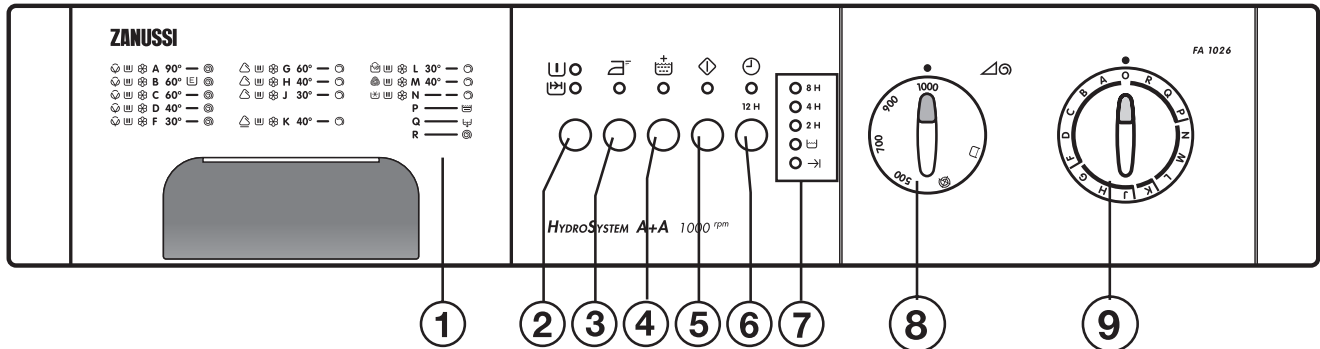 ZANUSSI
A 90°
B 60° E
C 60°
D 40°
F 30°
G 60°
H 40°
J 30°
K 40°
L 30°
M 40°
N
P
Q
R
12 H
8 H
4 H
2 H
HYDROSYSTEM A+A 1000 rpm
1000
900
700
500
FA 1026
O R Q P N M L K J H G F D C B A
1 2 3 4 5 6 7 8 9